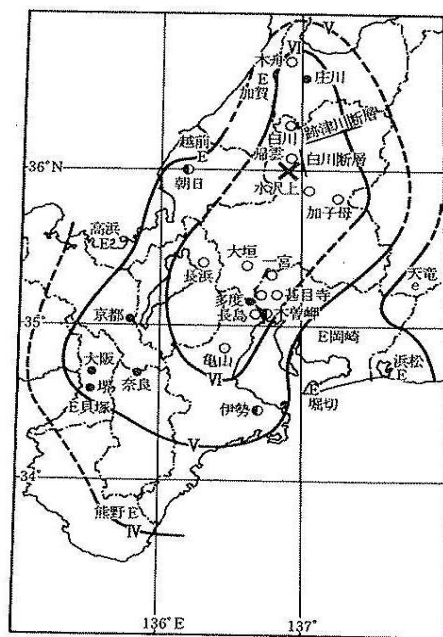 V
VI
木舟
庄川
E
加賀
白川
跡津川断層
越前
E
帰雲
白川断層
36°N
朝日
水沢上
加子母
高浜
E?
大垣
一宮
長浜
天竜
e
多度
甚目寺
京都
長島
木曽岬
35°
E岡崎
大阪
亀山
浜松
E
堺
奈良
VI
E
堀切
E貝塚
伊勢
V
34°
熊野E
IV
136°E
137°